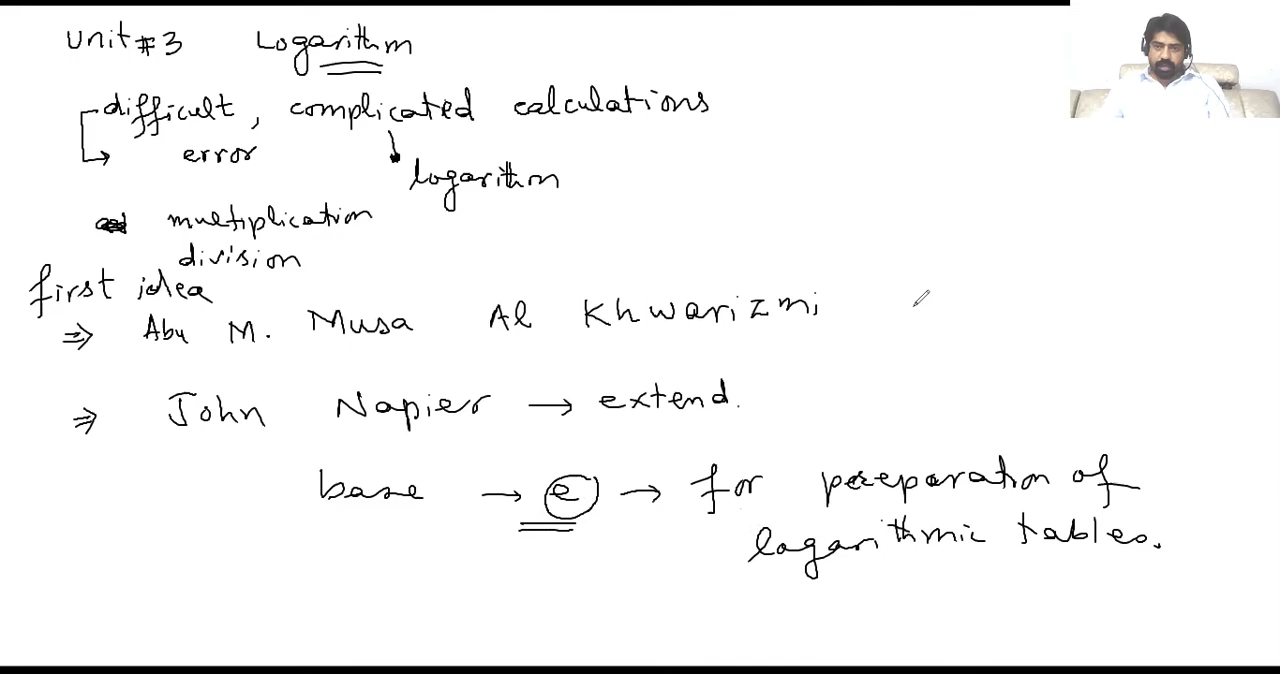 Unit # 3 Logarithm
difficult, complicated calculations
error
logarithm
multiplication
division
first idea
⇒ Abu M. Musa Al Khwarizmi
⇒ John Napier → extend.
base → e → for preparation of
logarithmic tables.